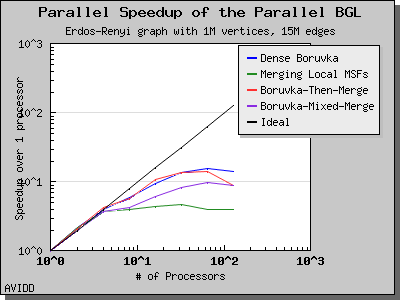 Parallel Speedup of the Parallel BGL
Erdos-Renyi graph with 1M vertices, 15M edges
Speedup over 1 processor
10^3
10^2
10^1
10^0
10^0
10^1
10^2
10^3
# of Processors
Dense Boruvka
Merging Local MSFs
Boruvka-Then-Merge
Boruvka-Mixed-Merge
Ideal
AVIDD